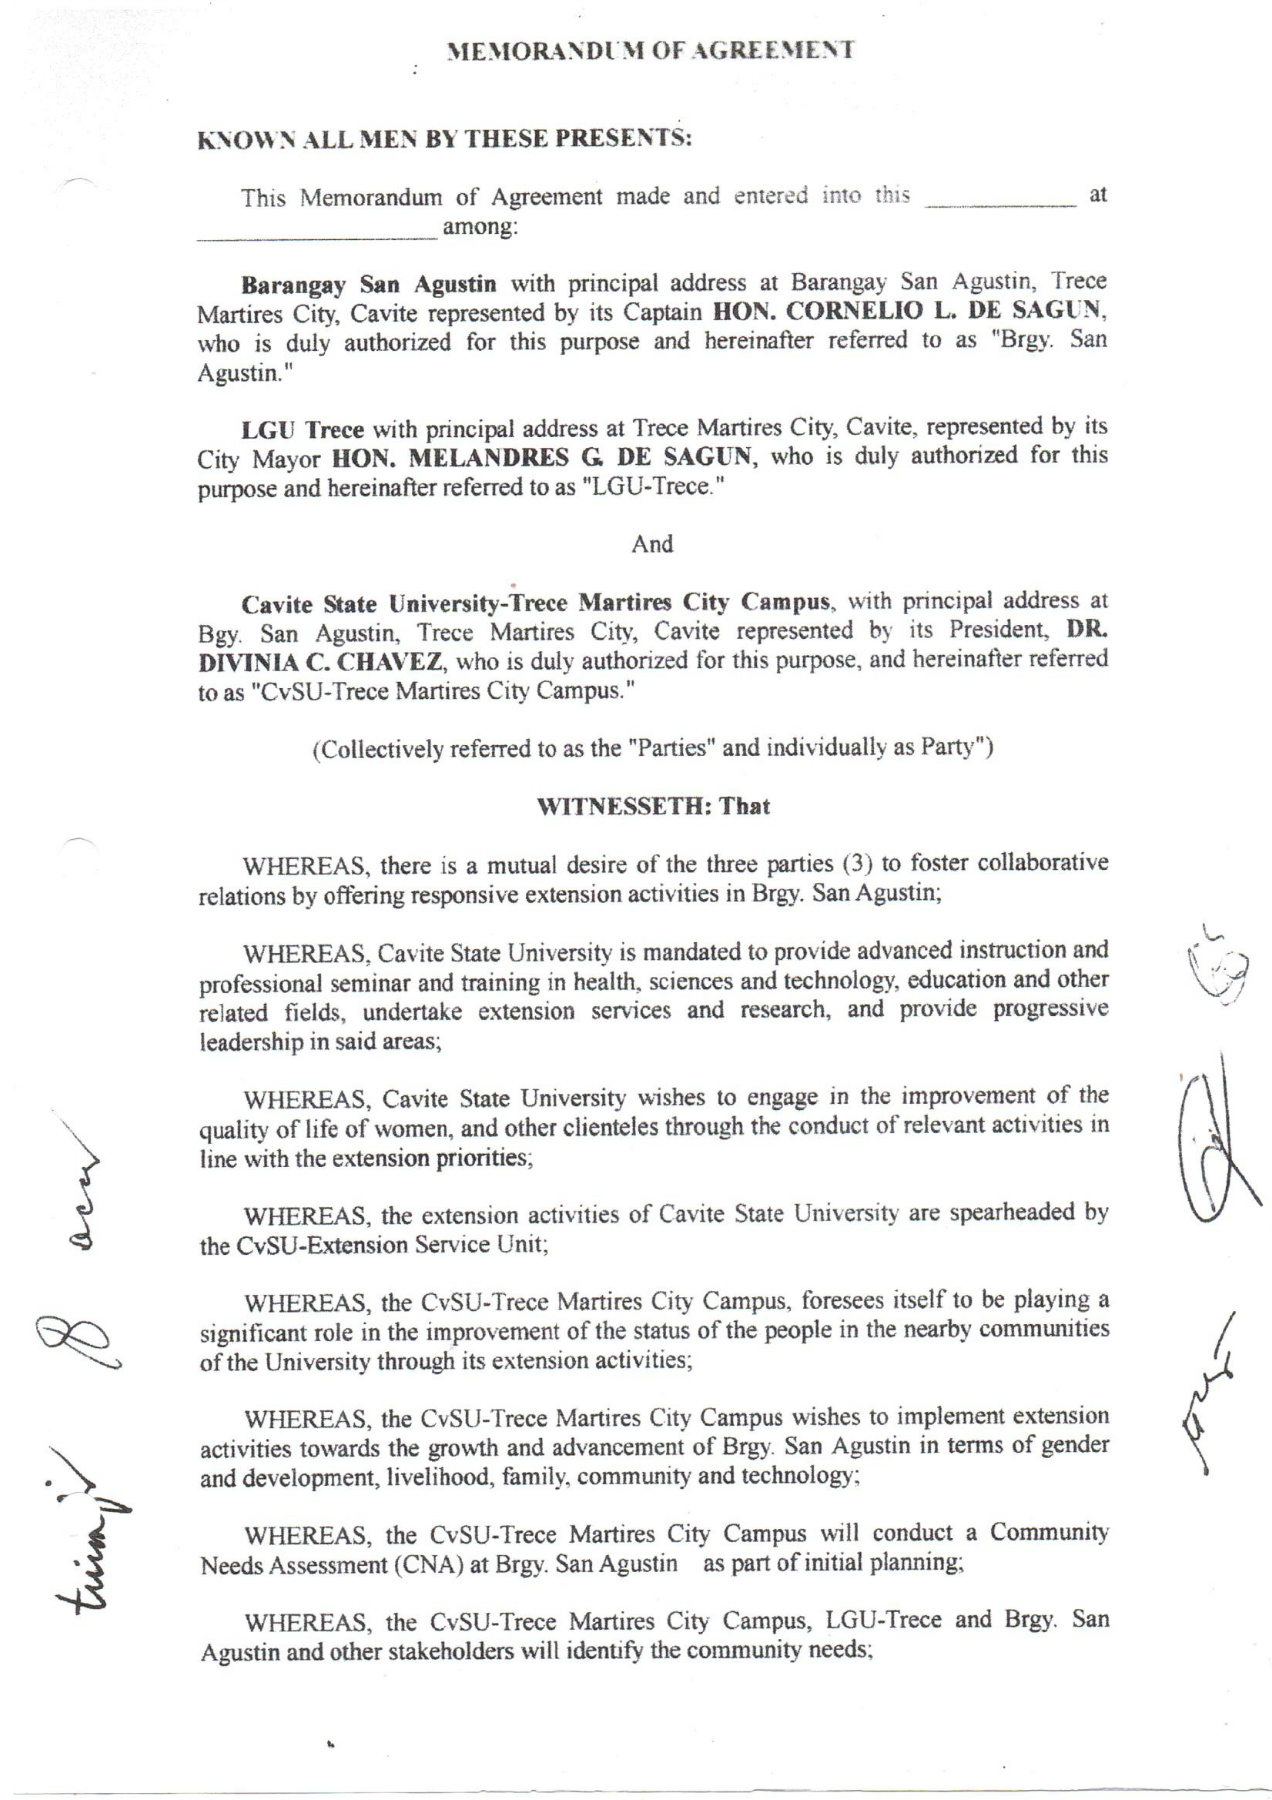 MEMORANDUM OF AGREEMENT
KNOWN ALL MEN BY THESE PRESENTS:
This Memorandum of Agreement made and entered into this ______________ at
______________________ among:
Barangay San Agustin with principal address at Barangay San Agustin, Trece
Martires City, Cavite represented by its Captain HON. CORNELIO L. DE SAGUN,
who is duly authorized for this purpose and hereinafter referred to as "Brgy. San
Agustin."
LGU Trece with principal address at Trece Martires City, Cavite, represented by its
City Mayor HON. MELANDRES G. DE SAGUN, who is duly authorized for this
purpose and hereinafter referred to as "LGU-Trece."
And
Cavite State University-Trece Martires City Campus, with principal address at
Bgy. San Agustin, Trece Martires City, Cavite represented by its President, DR.
DIVINIA C. CHAVEZ, who is duly authorized for this purpose, and hereinafter referred
to as "CvSU-Trece Martires City Campus."
(Collectively referred to as the "Parties" and individually as Party")
WITNESSETH: That
WHEREAS, there is a mutual desire of the three parties (3) to foster collaborative
relations by offering responsive extension activities in Brgy. San Agustin;
WHEREAS, Cavite State University is mandated to provide advanced instruction and
professional seminar and training in health, sciences and technology, education and other
related fields, undertake extension services and research, and provide progressive
leadership in said areas;
WHEREAS, Cavite State University wishes to engage in the improvement of the
quality of life of women, and other clienteles through the conduct of relevant activities in
line with the extension priorities;
WHEREAS, the extension activities of Cavite State University are spearheaded by
the CvSU-Extension Service Unit;
WHEREAS, the CvSU-Trece Martires City Campus, foresees itself to be playing a
significant role in the improvement of the status of the people in the nearby communities
of the University through its extension activities;
WHEREAS, the CvSU-Trece Martires City Campus wishes to implement extension
activities towards the growth and advancement of Brgy. San Agustin in terms of gender
and development, livelihood, family, community and technology;
WHEREAS, the CvSU-Trece Martires City Campus will conduct a Community
Needs Assessment (CNA) at Brgy. San Agustin as part of initial planning;
WHEREAS, the CvSU-Trece Martires City Campus, LGU-Trece and Brgy. San
Agustin and other stakeholders will identify the community needs;